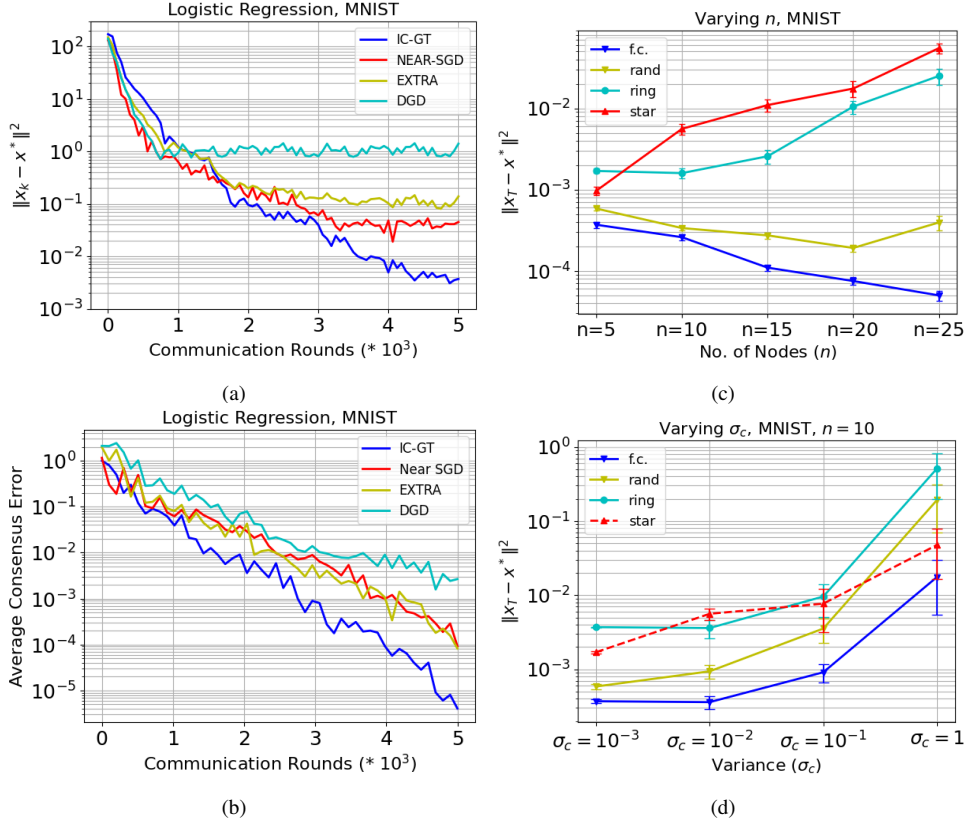 Logistic Regression, MNIST
10²
10¹
10⁰
10⁻¹
10⁻²
10⁻³
‖x_k − x*‖²
IC-GT
NEAR-SGD
EXTRA
DGD
0 1 2 3 4 5
Communication Rounds (* 10³)
(a)
Varying n, MNIST
10⁻²
10⁻³
10⁻⁴
‖x_T − x*‖²
f.c.
rand
ring
star
n=5 n=10 n=15 n=20 n=25
No. of Nodes (n)
(c)
Logistic Regression, MNIST
10⁰
10⁻¹
10⁻²
10⁻³
10⁻⁴
10⁻⁵
Average Consensus Error
IC-GT
Near SGD
EXTRA
DGD
0 1 2 3 4 5
Communication Rounds (* 10³)
(b)
Varying σ_c, MNIST, n = 10
10⁰
10⁻¹
10⁻²
10⁻³
‖x_T − x*‖²
f.c.
rand
ring
star
σ_c = 10⁻³ σ_c = 10⁻² σ_c = 10⁻¹ σ_c = 1
Variance (σ_c)
(d)